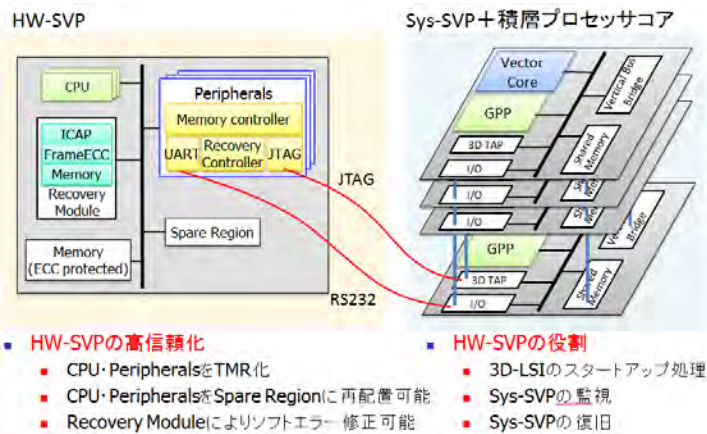 HW-SVP
Sys-SVP＋積層プロセッサコア
CPU
Peripherals
Memory controller
UART
Recovery Controller
JTAG
ICAP
FrameECC
Memory
Recovery
Module
Memory
(ECC protected)
Spare Region
JTAG
RS232
Vector
Core
GPP
3D TAP
I/O
Vertical Bus
Bridge
Shared
Memory
I/O
I/O
GPP
3D TAP
I/O
Shared
Memory
HW-SVPの高信頼化
CPU・PeripheralsをTMR化
CPU・PeripheralsをSpare Regionに再配置可能
Recovery Moduleによりソフトエラー修正可能
HW-SVPの役割
3D-LSIのスタートアップ処理
Sys-SVPの監視
Sys-SVPの復旧